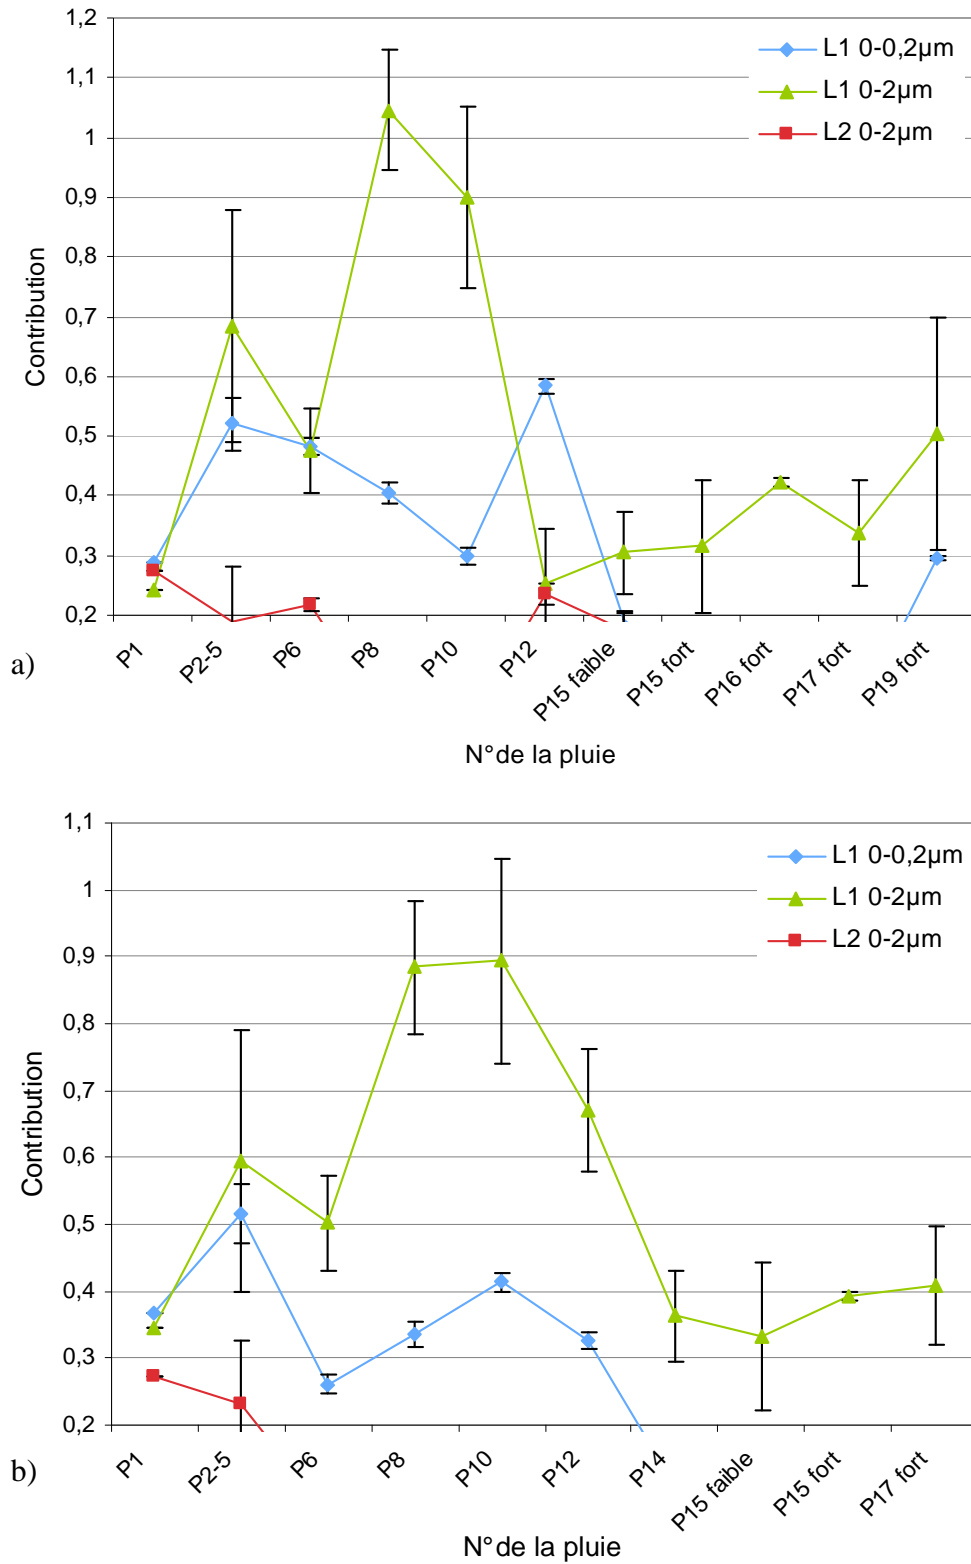 1,2
1,1
1
0,9
0,8
0,7
0,6
0,5
0,4
0,3
0,2
Contribution
L1 0-0,2µm
L1 0-2µm
L2 0-2µm
P1
P2-5
P6
P8
P10
P12
P15 faible
P15 fort
P16 fort
P17 fort
P19 fort
a)
N°de la pluie
1,1
1
0,9
0,8
0,7
0,6
0,5
0,4
0,3
0,2
Contribution
L1 0-0,2µm
L1 0-2µm
L2 0-2µm
P1
P2-5
P6
P8
P10
P12
P14
P15 faible
P15 fort
P17 fort
b)
N°de la pluie